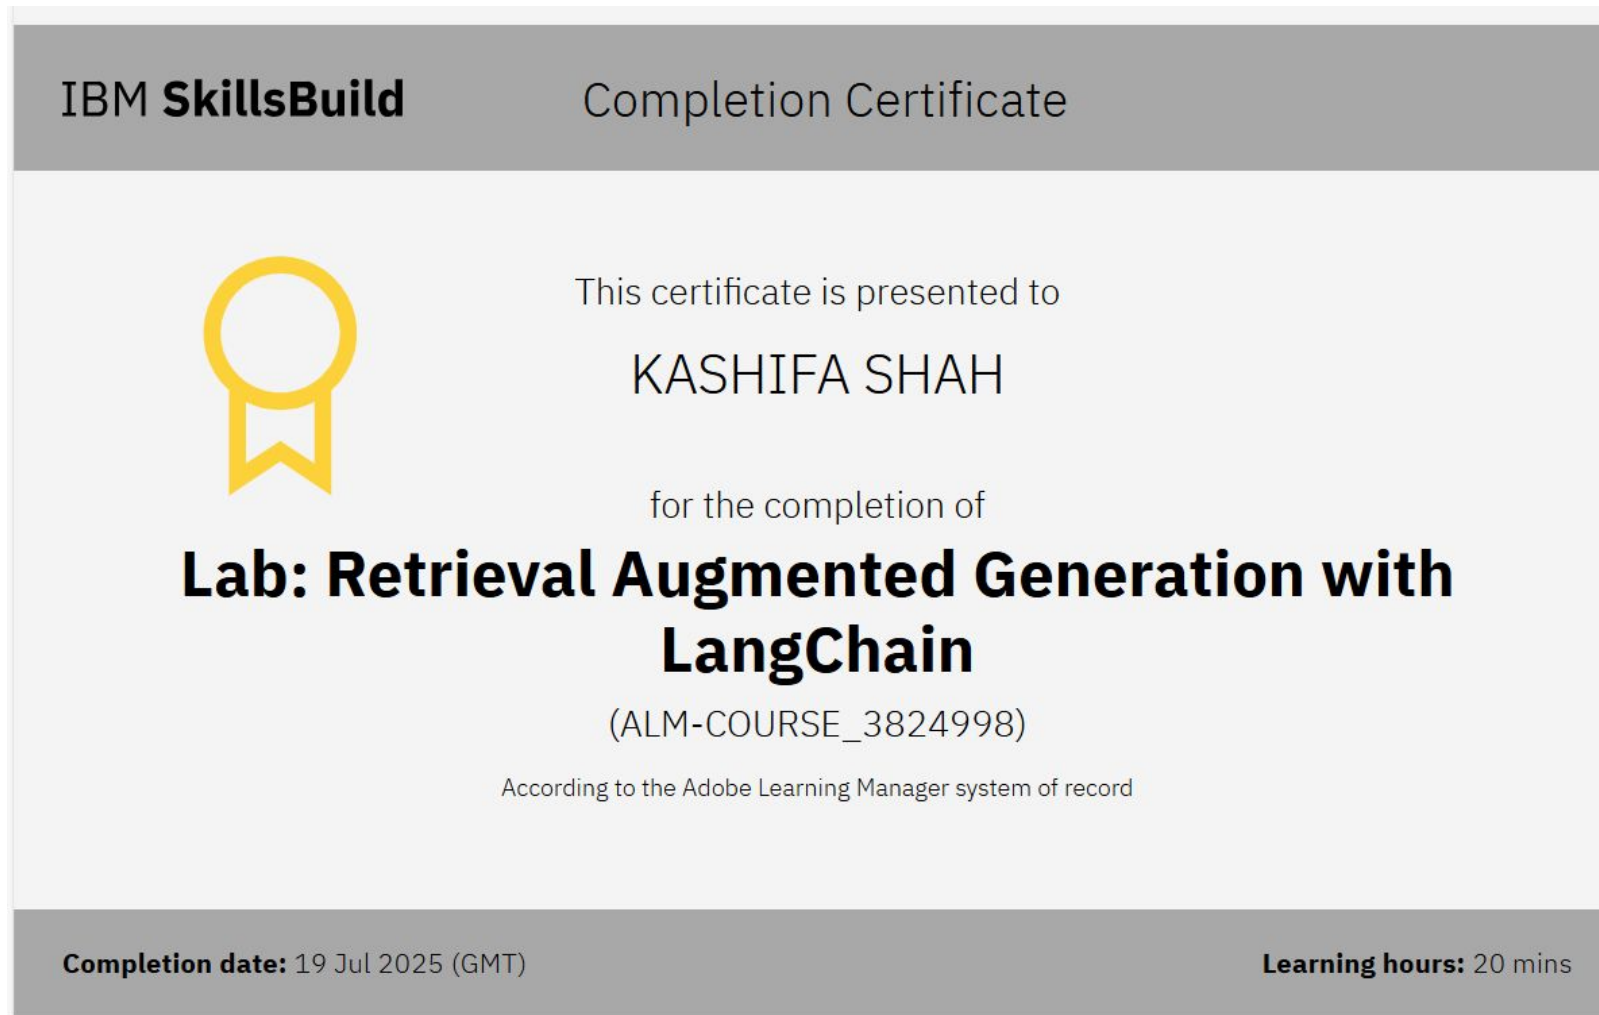 IBM SkillsBuild
Completion Certificate
This certificate is presented to
KASHIFA SHAH
for the completion of
Lab: Retrieval Augmented Generation with
LangChain
(ALM-COURSE_3824998)
According to the Adobe Learning Manager system of record
Completion date: 19 Jul 2025 (GMT)
Learning hours: 20 mins